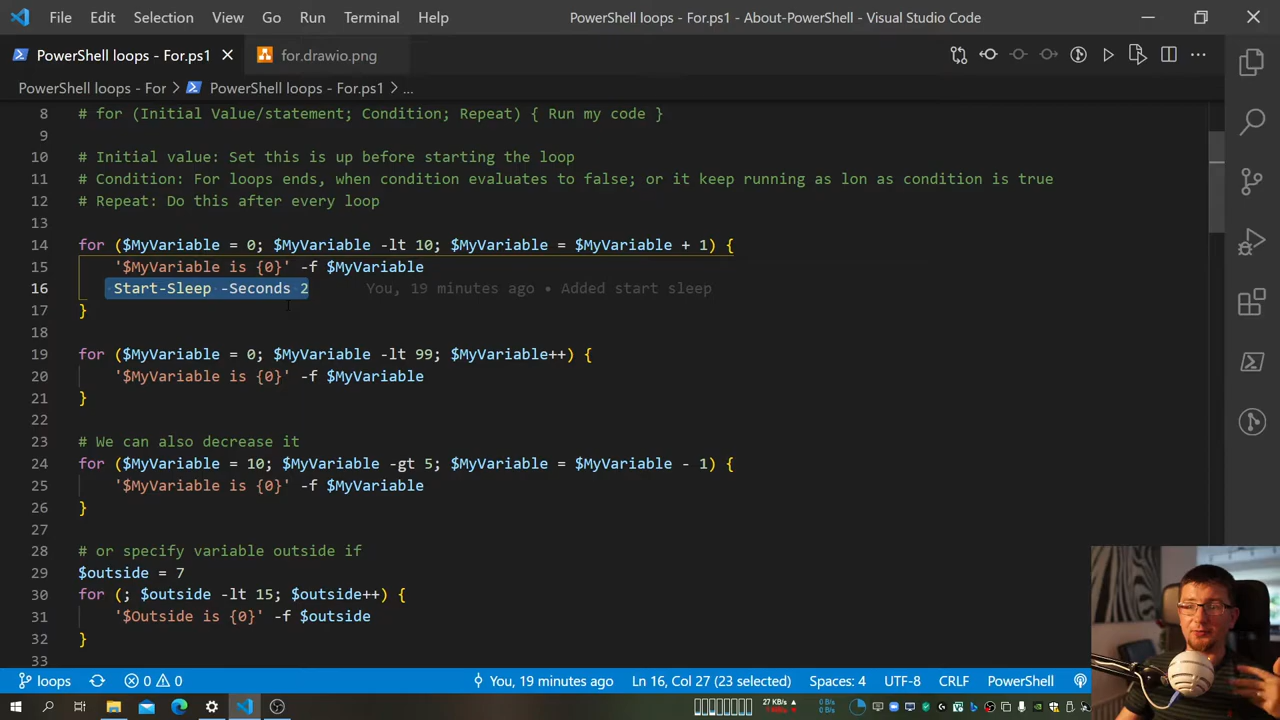 File Edit Selection View Go Run Terminal Help PowerShell loops - For.ps1 - About-PowerShell - Visual Studio Code
PowerShell loops - For.ps1 for.drawio.png
PowerShell loops - For > PowerShell loops - For.ps1 > ...
8 # for (Initial Value/statement; Condition; Repeat) { Run my code }
9
10 # Initial value: Set this is up before starting the loop
11 # Condition: For loops ends, when condition evaluates to false; or it keep running as lon as condition is true
12 # Repeat: Do this after every loop
13
14 for ($MyVariable = 0; $MyVariable -lt 10; $MyVariable = $MyVariable + 1) {
15 '$MyVariable is {0}' -f $MyVariable
16 Start-Sleep -Seconds 2 You, 19 minutes ago • Added start sleep
17 }
18
19 for ($MyVariable = 0; $MyVariable -lt 99; $MyVariable++) {
20 '$MyVariable is {0}' -f $MyVariable
21 }
22
23 # We can also decrease it
24 for ($MyVariable = 10; $MyVariable -gt 5; $MyVariable = $MyVariable - 1) {
25 '$MyVariable is {0}' -f $MyVariable
26 }
27
28 # or specify variable outside if
29 $outside = 7
30 for (; $outside -lt 15; $outside++) {
31 '$Outside is {0}' -f $outside
32 }
33
loops 0 0 You, 19 minutes ago Ln 16, Col 27 (23 selected) Spaces: 4 UTF-8 CRLF PowerShell
27 KB/s 0 B/s
0 B/s